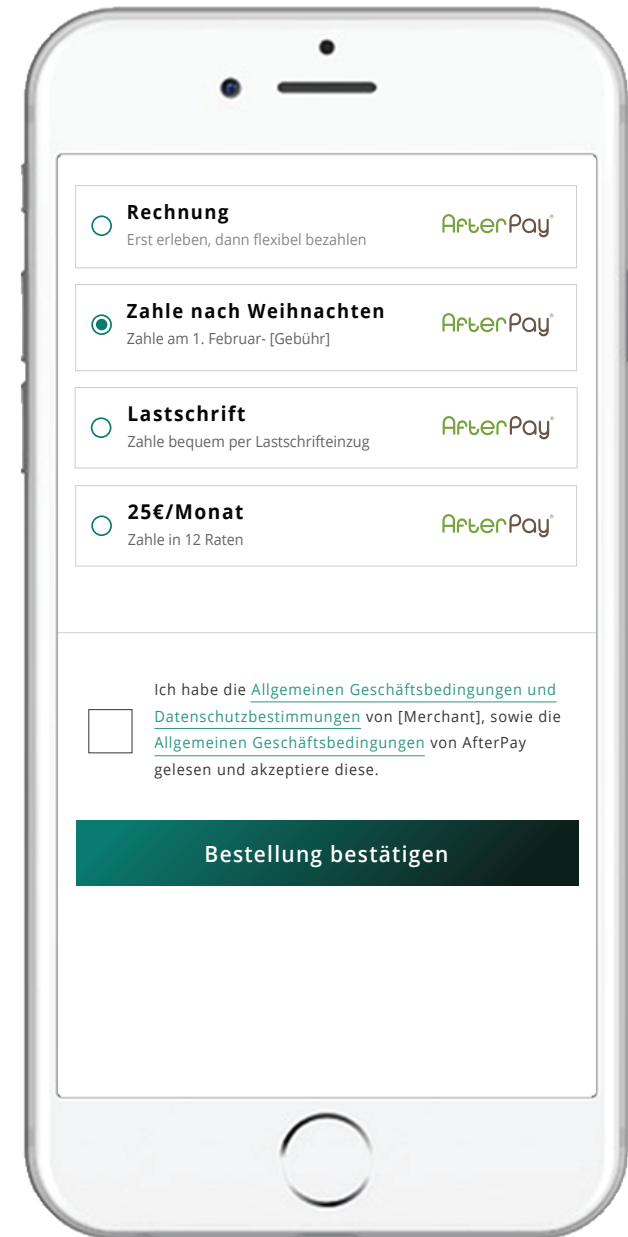 Rechnung
AfterPay®
Erst erleben, dann flexibel bezahlen
Zahle nach Weihnachten
AfterPay®
Zahle am 1. Februar- [Gebühr]
Lastschrift
AfterPay®
Zahle bequem per Lastschrifteinzug
25€/Monat
AfterPay®
Zahle in 12 Raten
Ich habe die Allgemeinen Geschäftsbedingungen und
Datenschutzbestimmungen von [Merchant], sowie die
Allgemeinen Geschäftsbedingungen von AfterPay
gelesen und akzeptiere diese.
Bestellung bestätigen